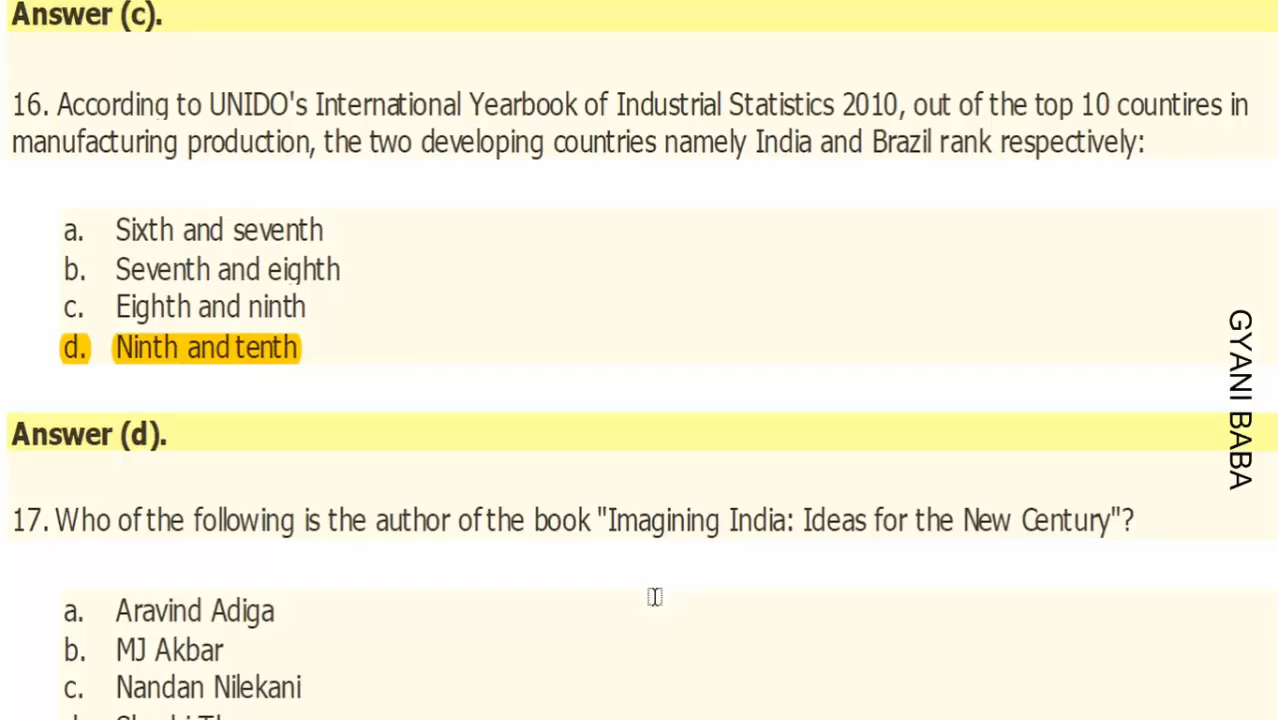 Answer (c).
16. According to UNIDO's International Yearbook of Industrial Statistics 2010, out of the top 10 countires in
manufacturing production, the two developing countries namely India and Brazil rank respectively:
a. Sixth and seventh
b. Seventh and eighth
c. Eighth and ninth
d. Ninth and tenth
Answer (d).
17. Who of the following is the author of the book "Imagining India: Ideas for the New Century"?
a. Aravind Adiga
b. MJ Akbar
c. Nandan Nilekani
GYANI BABA